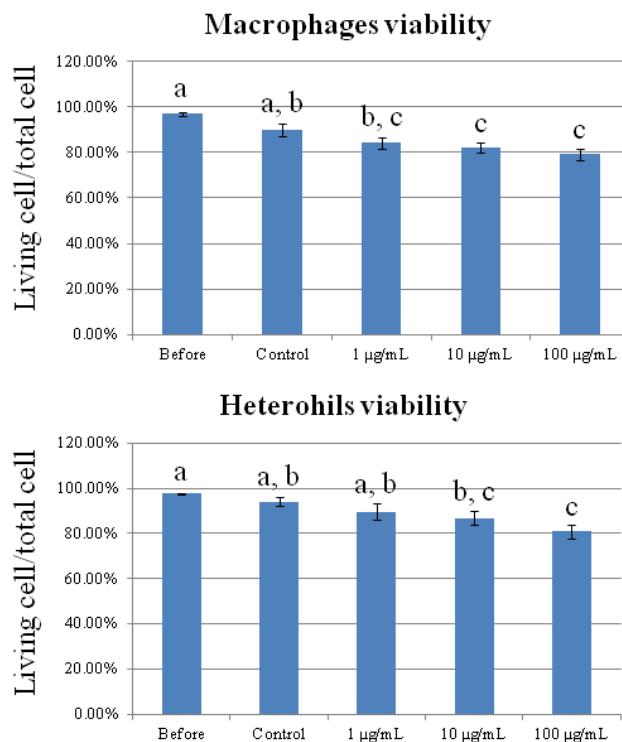 Macrophages viability
Living cell/total cell
120.00%
100.00%
80.00%
60.00%
40.00%
20.00%
0.00%
a
a, b
b, c
c
c
Before
Control
1 μg/mL
10 μg/mL
100 μg/mL
Heterohils viability
Living cell/total cell
120.00%
100.00%
80.00%
60.00%
40.00%
20.00%
0.00%
a
a, b
a, b
b, c
c
Before
Control
1 μg/mL
10 μg/mL
100 μg/mL